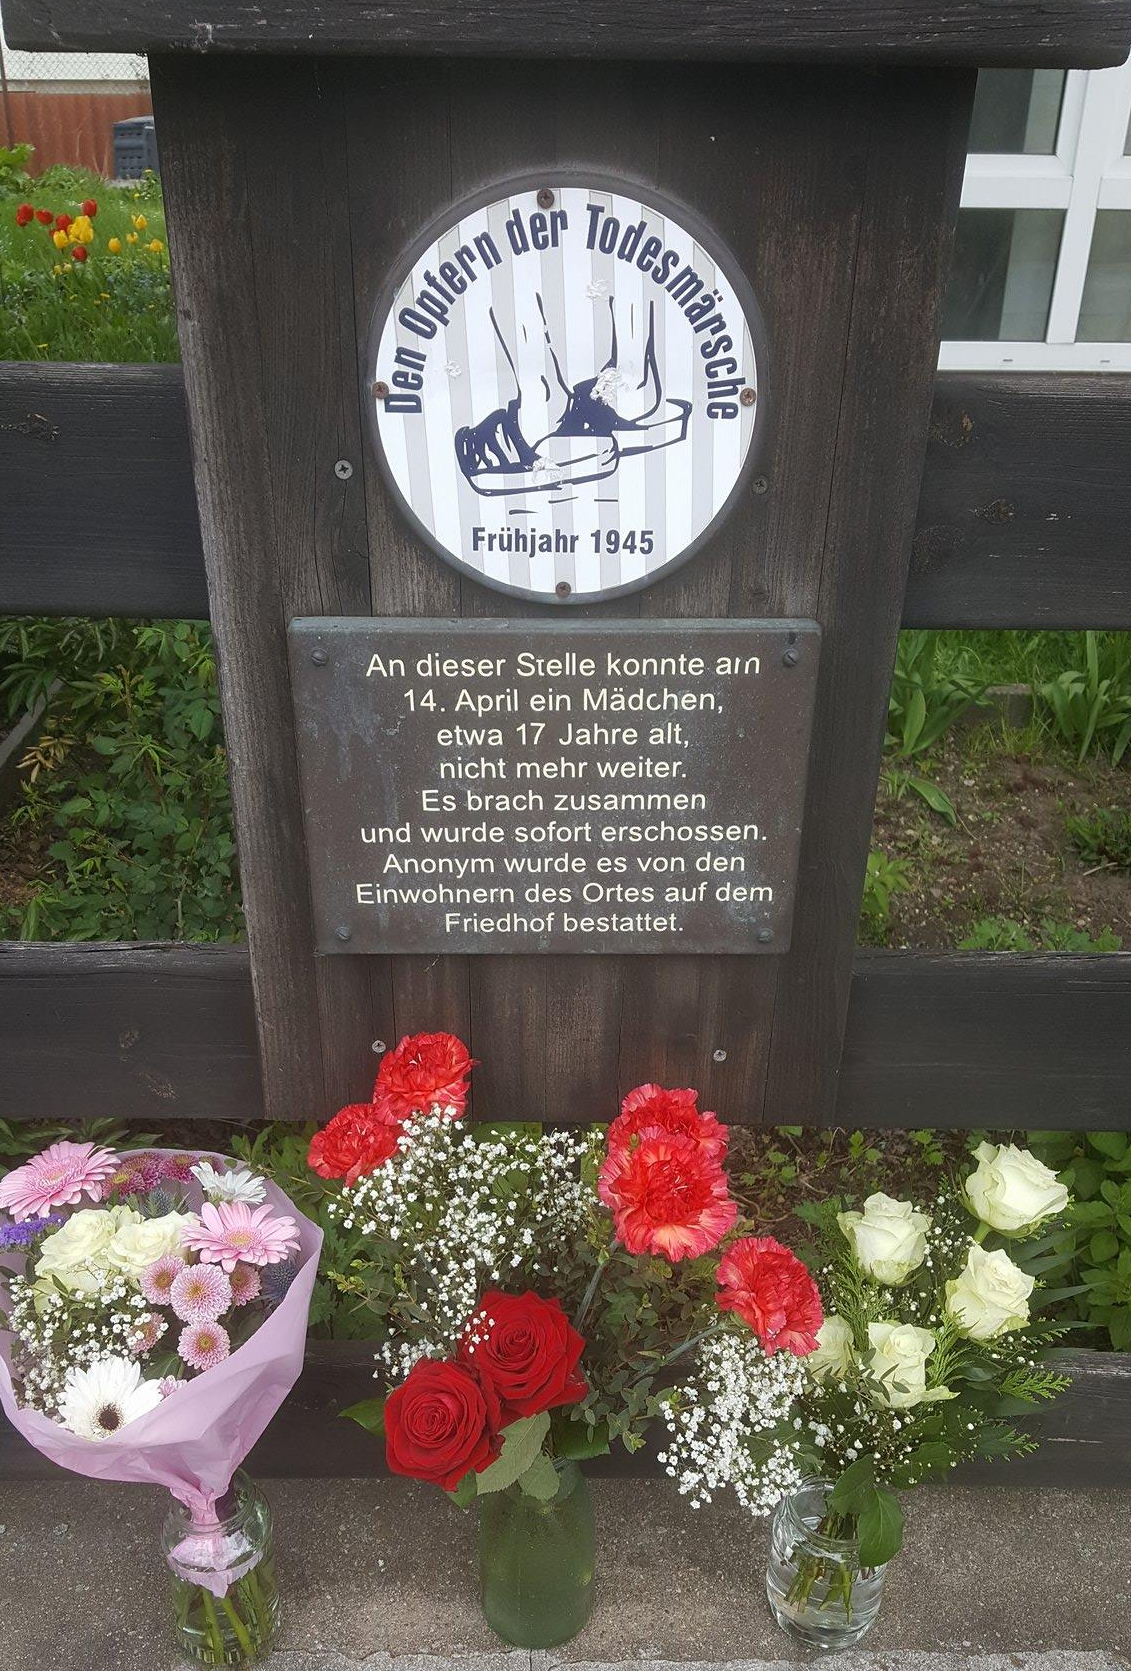 Den Opfern der Todesmärsche
Frühjahr 1945
An dieser Stelle konnte am
14. April ein Mädchen,
etwa 17 Jahre alt,
nicht mehr weiter.
Es brach zusammen
und wurde sofort erschossen.
Anonym wurde es von den
Einwohnern des Ortes auf dem
Friedhof bestattet.